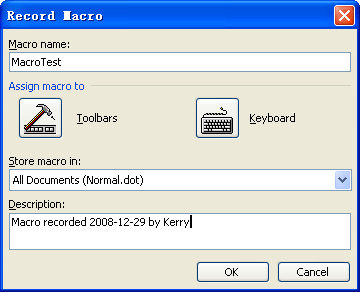 Record Macro
Macro name:
MacroTest
Assign macro to
Toolbars
Keyboard
Store macro in:
All Documents (Normal.dot)
Description:
Macro recorded 2008-12-29 by Kerry
OK
Cancel